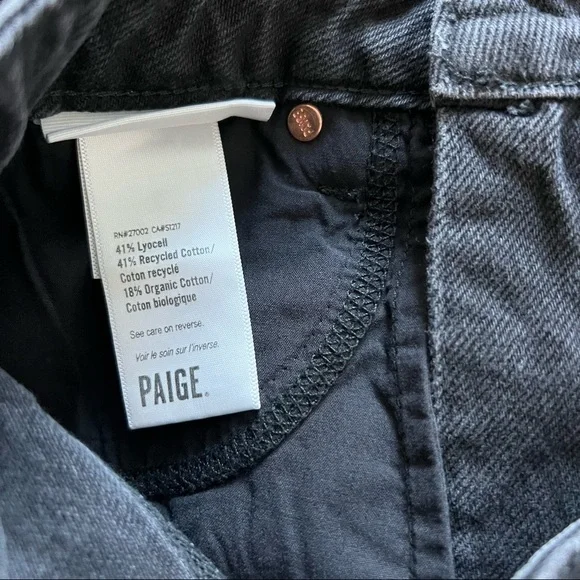 RN#27002 CA#51217
41% Lyocell
41% Recycled Cotton/
Coton recyclé
18% Organic Cotton/
Coton biologique
See care on reverse.
Voir le soin sur l'inverse.
PAIGE.